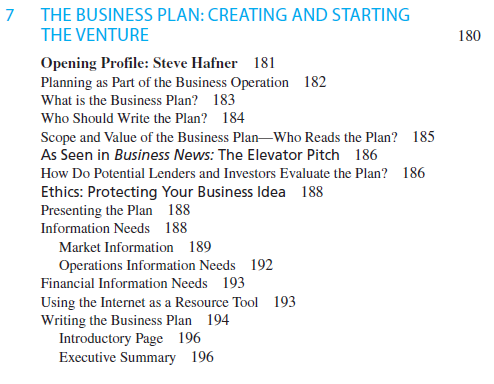 7 THE BUSINESS PLAN: CREATING AND STARTING
THE VENTURE 180
Opening Profile: Steve Hafner 181
Planning as Part of the Business Operation 182
What is the Business Plan? 183
Who Should Write the Plan? 184
Scope and Value of the Business Plan—Who Reads the Plan? 185
As Seen in Business News: The Elevator Pitch 186
How Do Potential Lenders and Investors Evaluate the Plan? 186
Ethics: Protecting Your Business Idea 188
Presenting the Plan 188
Information Needs 188
Market Information 189
Operations Information Needs 192
Financial Information Needs 193
Using the Internet as a Resource Tool 193
Writing the Business Plan 194
Introductory Page 196
Executive Summary 196